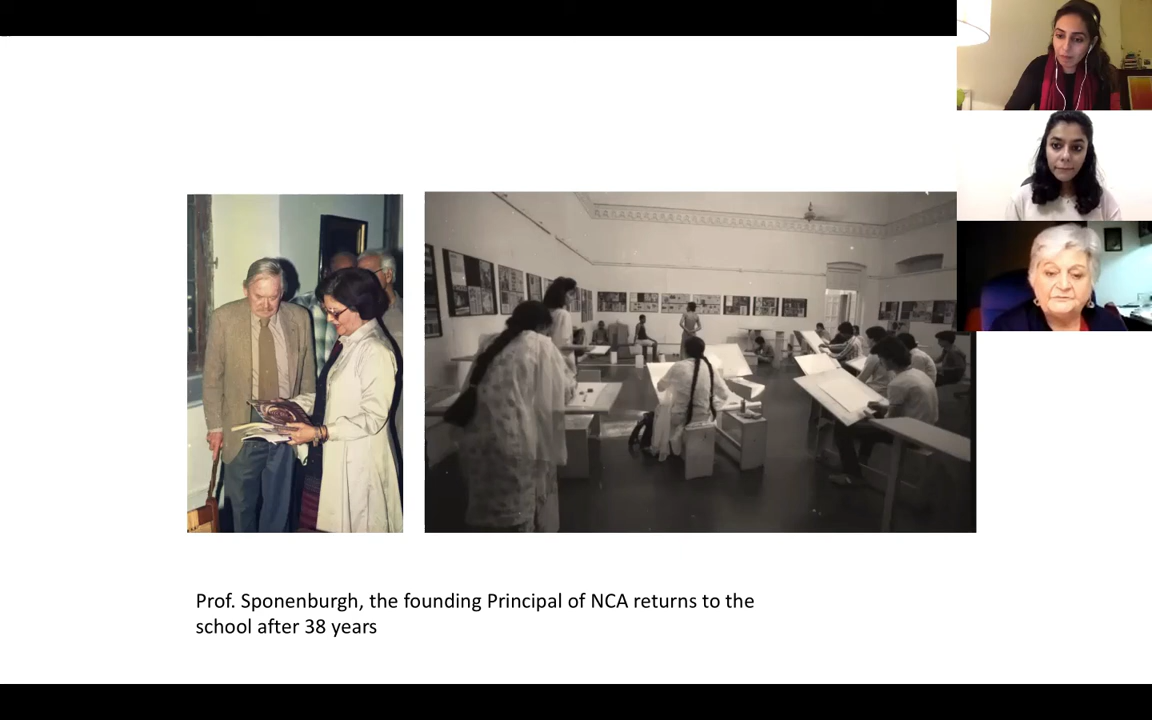 Prof. Sponenburgh, the founding Principal of NCA returns to the
school after 38 years